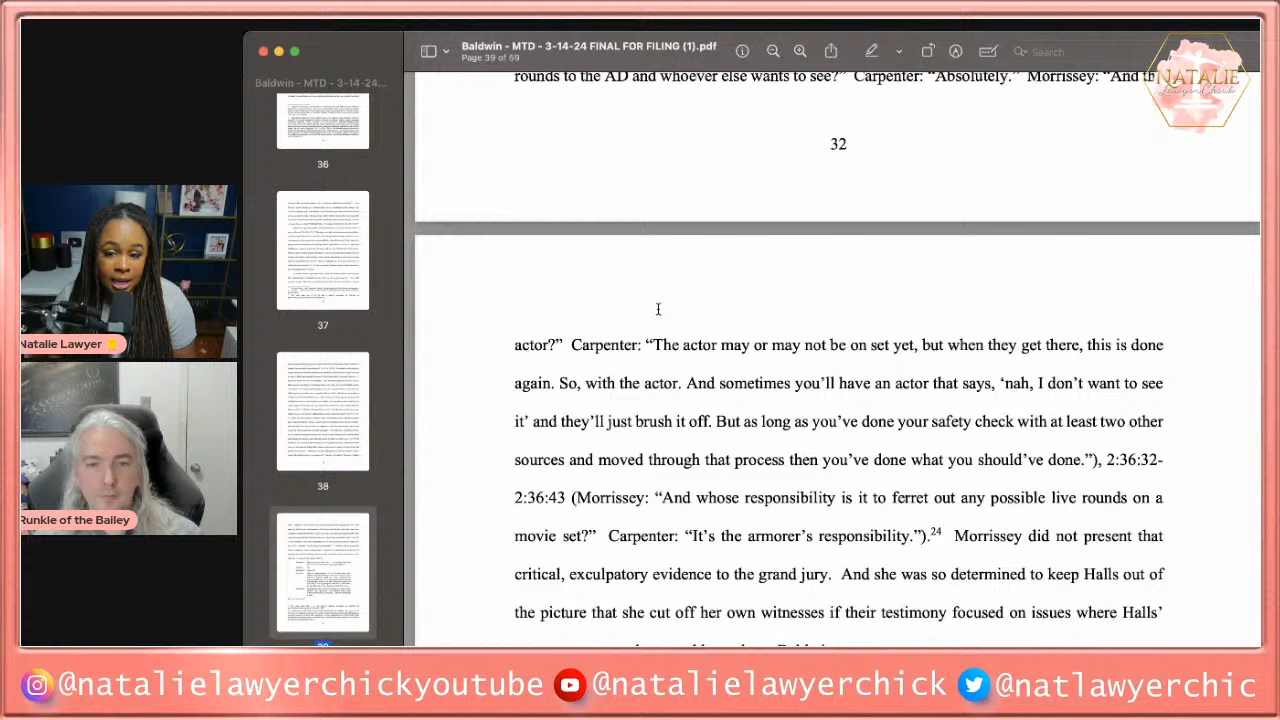 Baldwin - MTD - 3-14-24 FINAL FOR FILING (1).pdf
Page 39 of 59
Search
NATALIE
LawyerChick
Baldwin - MTD - 3-14-24...
36
37
38
rounds to the AD and whoever else wants to see?” Carpenter: “Absolutely.” Morrissey: “And th
32
actor?” Carpenter: “The actor may or may not be on set yet, but when they get there, this is done
again. So, with the actor. And sometimes you’ll have an actor that says, ‘nah I don’t want to see
it’ and they’ll just brush it off. But as long as you’ve done your safety check with at least two other
sources and moved through that process then you’ve done what you should’ve done.”), 2:36:32-
2:36:43 (Morrissey: “And whose responsibility is it to ferret out any possible live rounds on a
movie set?” Carpenter: “It’s the armorer’s responsibility.”).24 Morrissey did not present that
critical, exculpatory evidence to the grand jury. And she was so determined to keep Halls out of
the picture that she cut off her own witnesses if their testimony focused on issues where Halls’
Natalie Lawyer
Runkle of the Bailey
@natalielawyerchickyoutube
@natalielawyerchick
@natlawyerchic